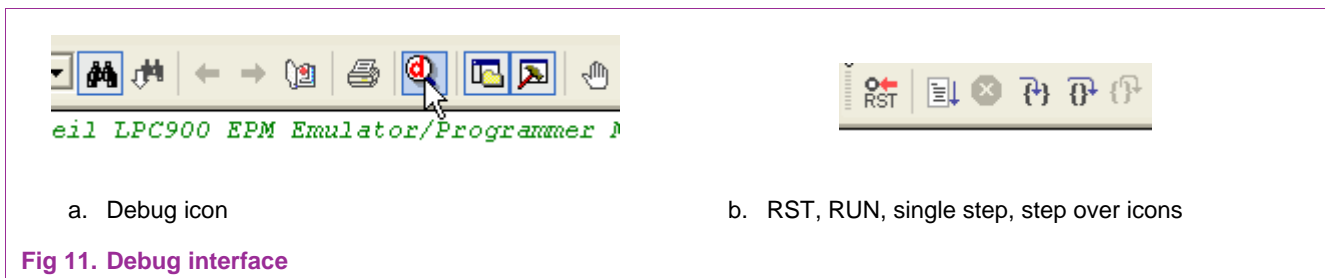 RST
eil LPC900 EPM Emulator/Programmer
a. Debug icon
b. RST, RUN, single step, step over icons
Fig 11. Debug interface